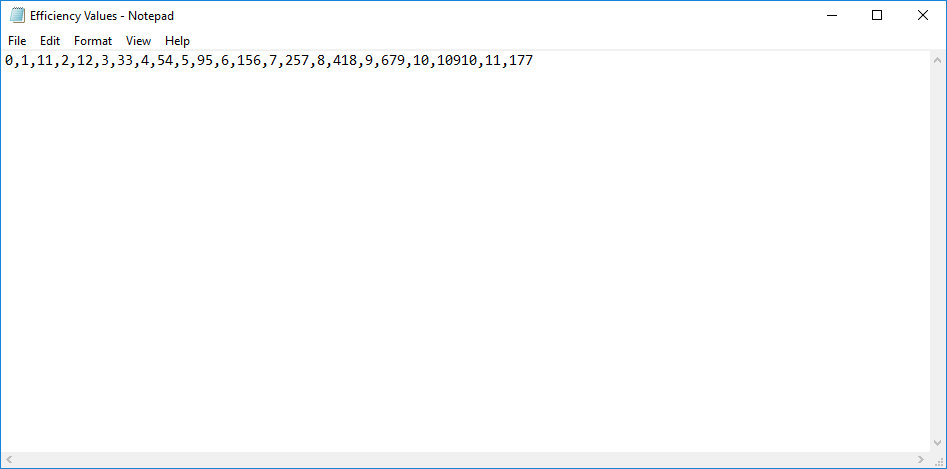 Efficiency Values - Notepad
File Edit Format View Help
0,1,11,2,12,3,33,4,54,5,95,6,156,7,257,8,418,9,679,10,10910,11,177